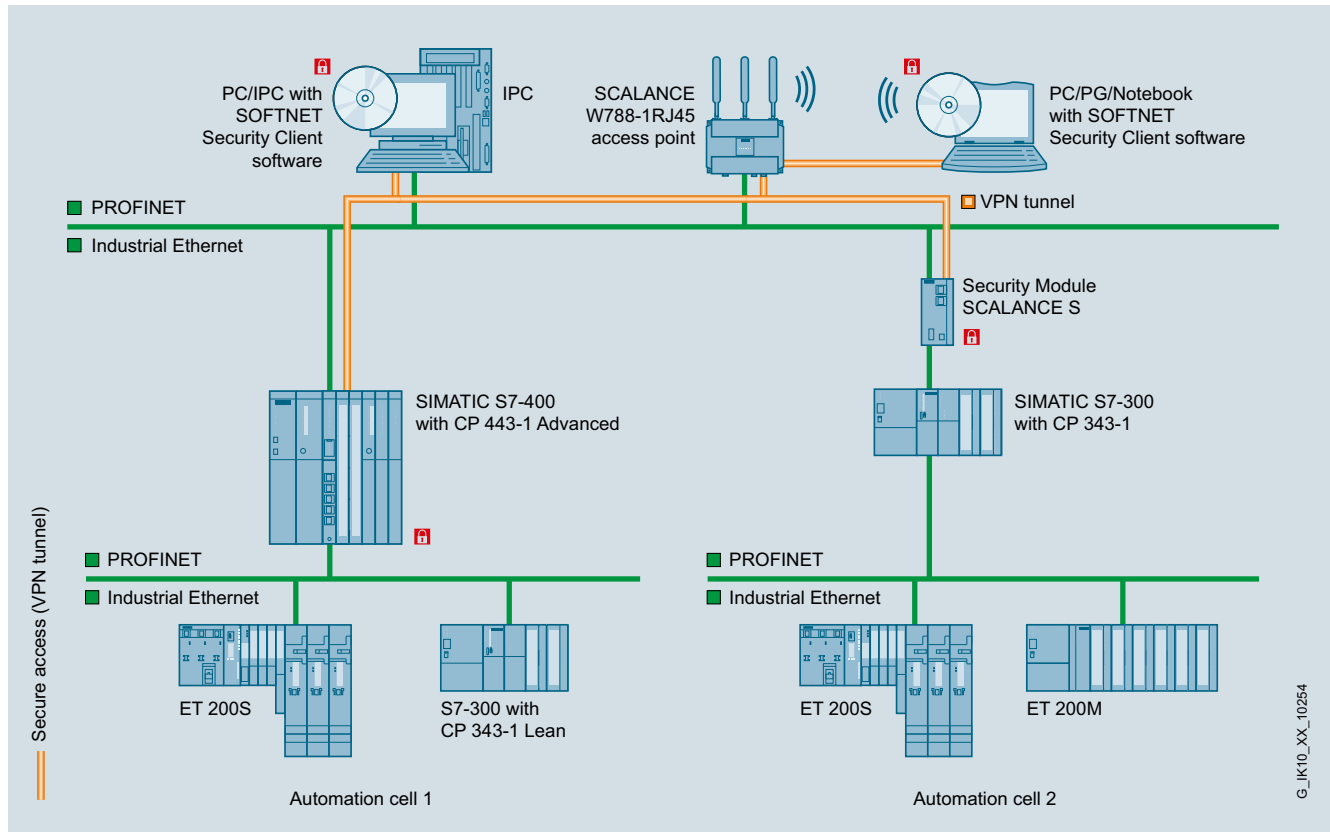 PC/IPC with
SOFTNET
Security Client
software
IPC
SCALANCE
W788-1RJ45
access point
PC/PG/Notebook
with SOFTNET
Security Client software
PROFINET
VPN tunnel
Industrial Ethernet
Security Module
SCALANCE S
SIMATIC S7-400
with CP 443-1 Advanced
SIMATIC S7-300
with CP 343-1
Secure access (VPN tunnel)
PROFINET
Industrial Ethernet
PROFINET
Industrial Ethernet
ET 200S
S7-300 with
CP 343-1 Lean
ET 200S
ET 200M
Automation cell 1
Automation cell 2
G_IK10_XX_10254